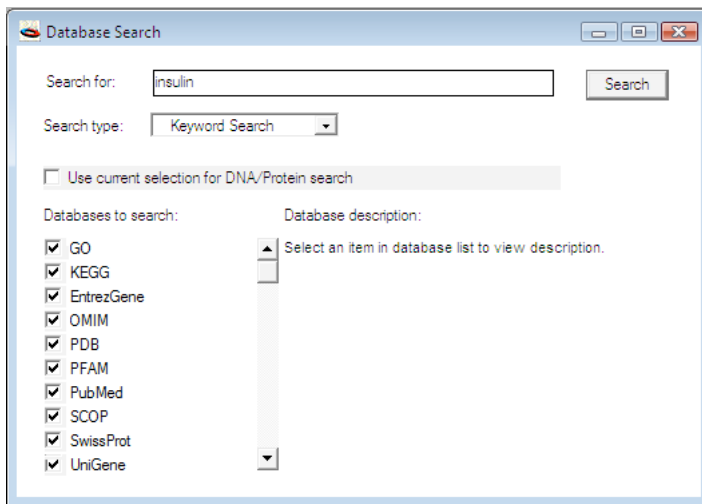 Database Search
Search for: insulin Search
Search type: Keyword Search
Use current selection for DNA/Protein search
Databases to search: Database description:
GO Select an item in database list to view description.
KEGG
EntrezGene
OMIM
PDB
PFAM
PubMed
SCOP
SwissProt
UniGene